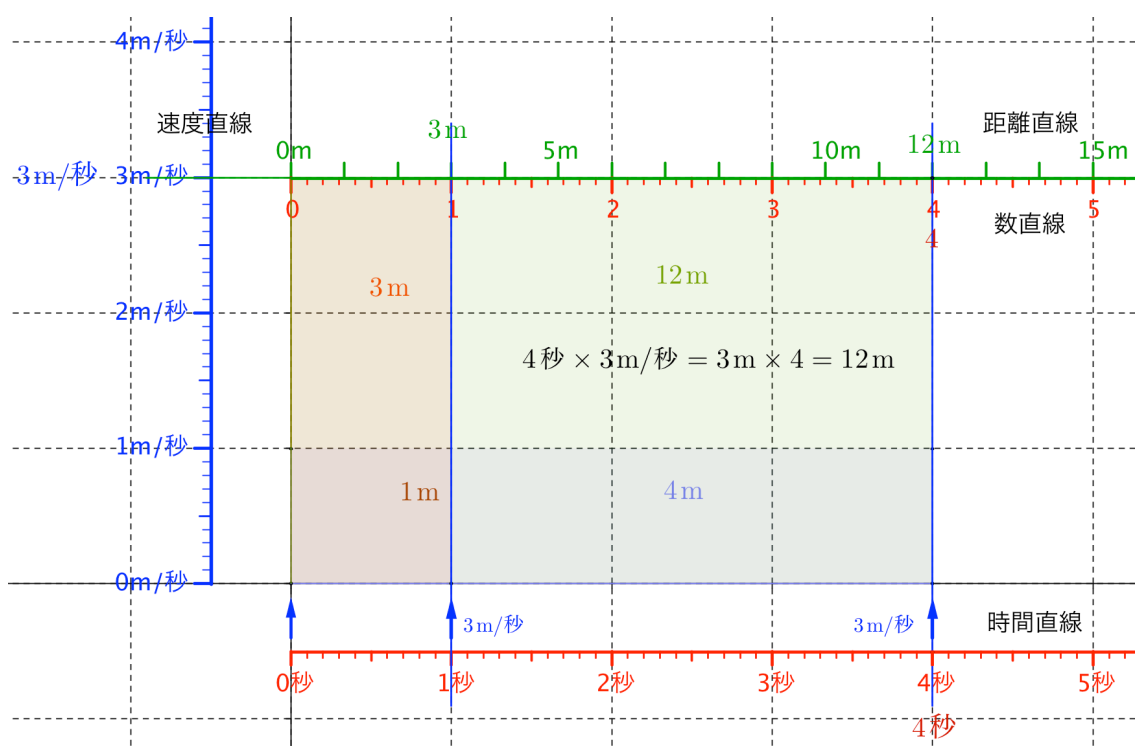 4m/秒
速度直線
3m
距離直線
0m
5m
10m
12m
15m
3m/秒
3m/秒
0
1
2
3
4
5
4
数直線
3m
12m
2m/秒
4秒 × 3m/秒 = 3m × 4 = 12m
1m/秒
1m
4m
0m/秒
3m/秒
3m/秒
時間直線
0秒
1秒
2秒
3秒
4秒
5秒
4秒